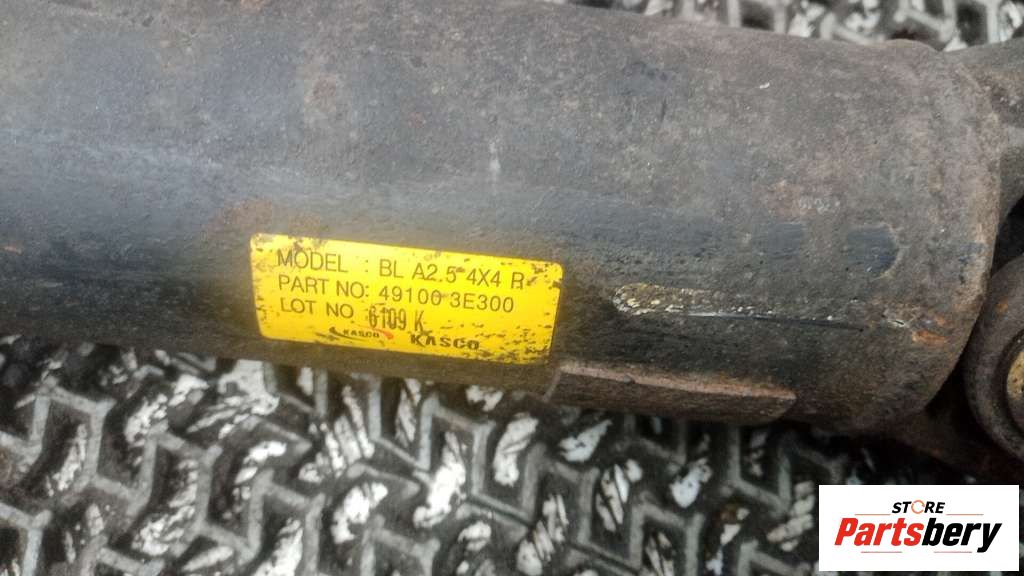 MODEL : BL A2.5 4X4 R
PART NO: 49100 3E300
LOT NO 6109 K
KASCO KASCO
STORE
Partsbery